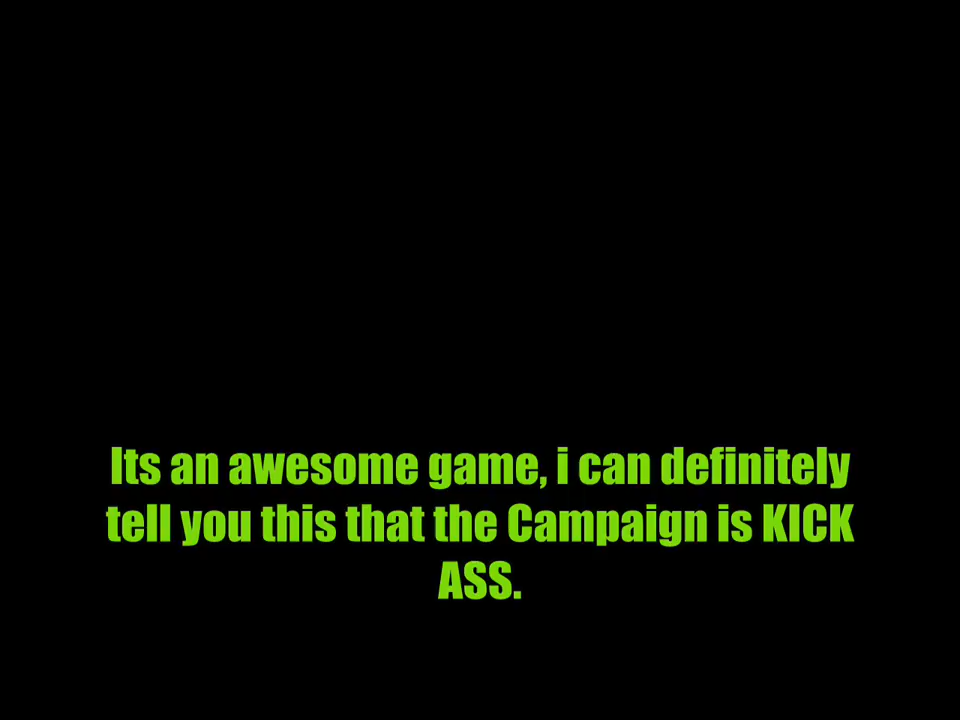 Its an awesome game, i can definitely
tell you this that the Campaign is KICK
ASS.